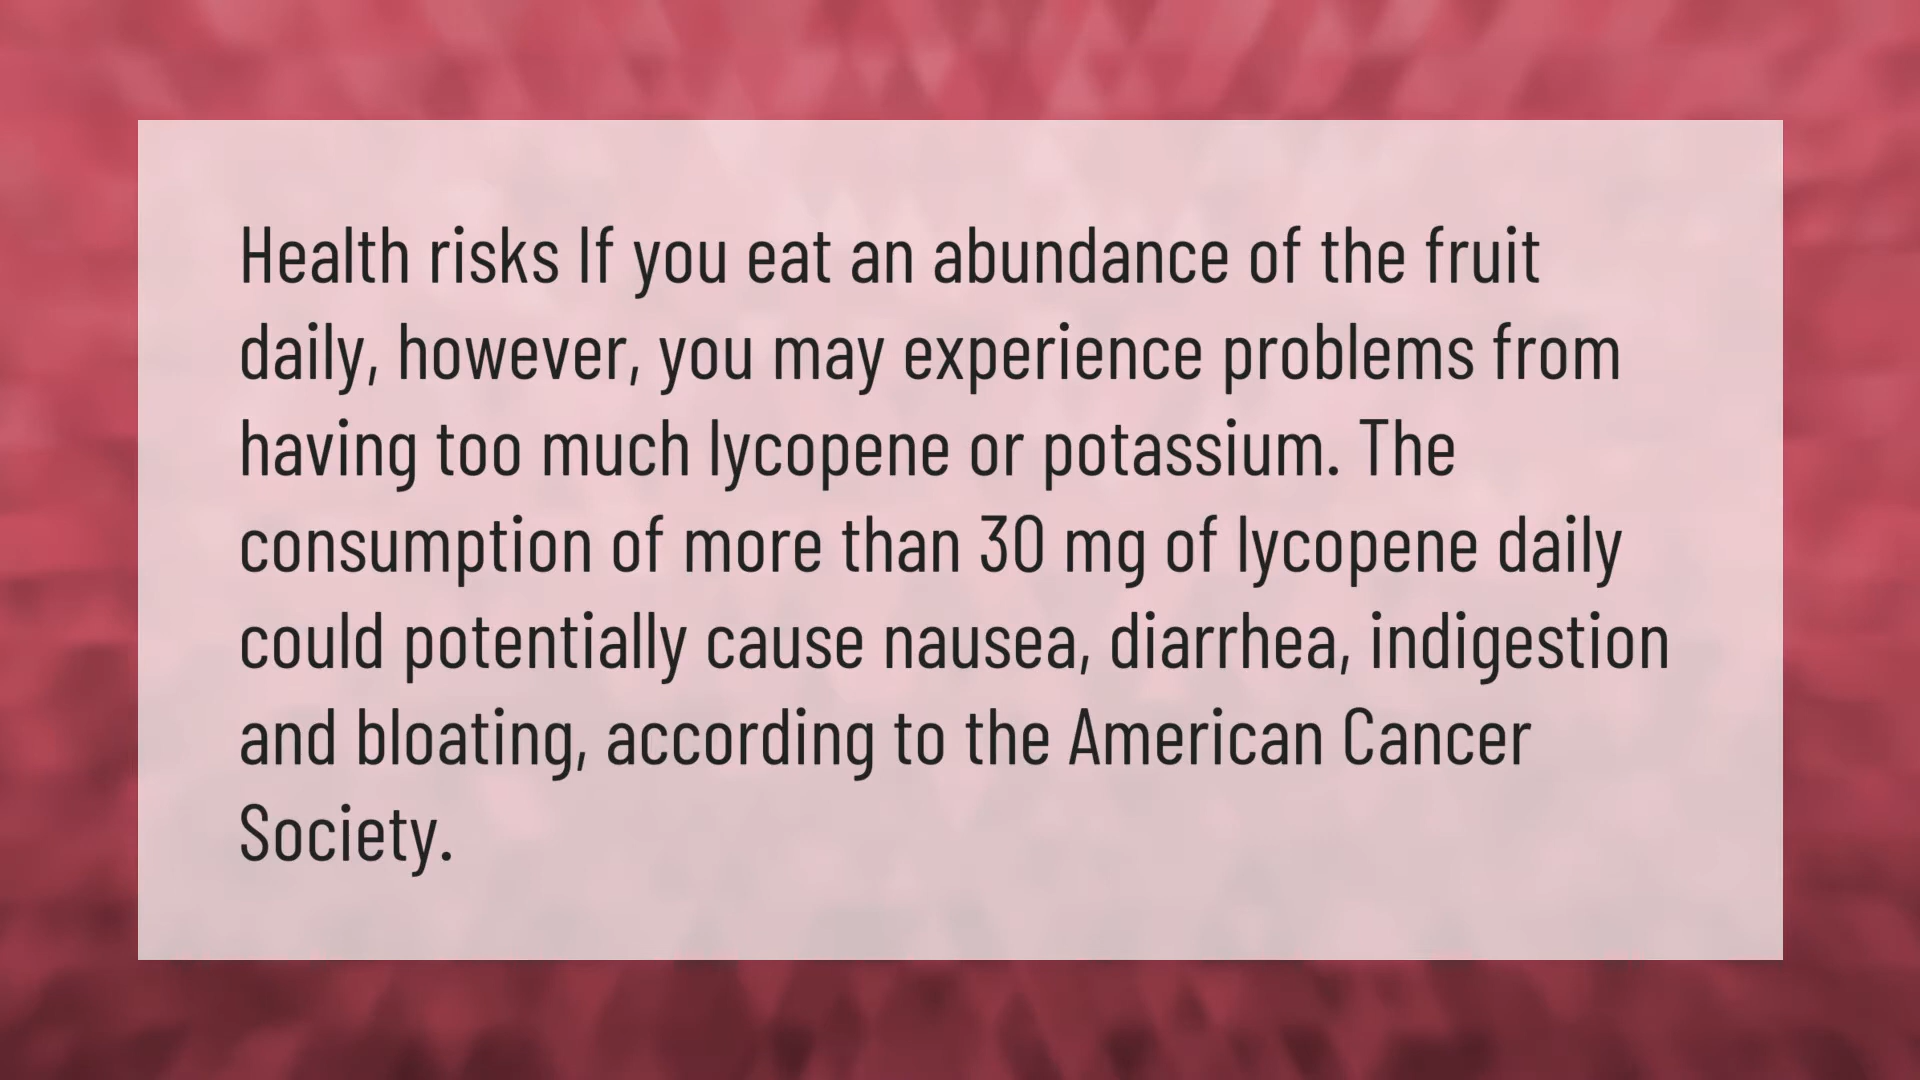 Health risks If you eat an abundance of the fruit
daily, however, you may experience problems from
having too much lycopene or potassium. The
consumption of more than 30 mg of lycopene daily
could potentially cause nausea, diarrhea, indigestion
and bloating, according to the American Cancer
Society.